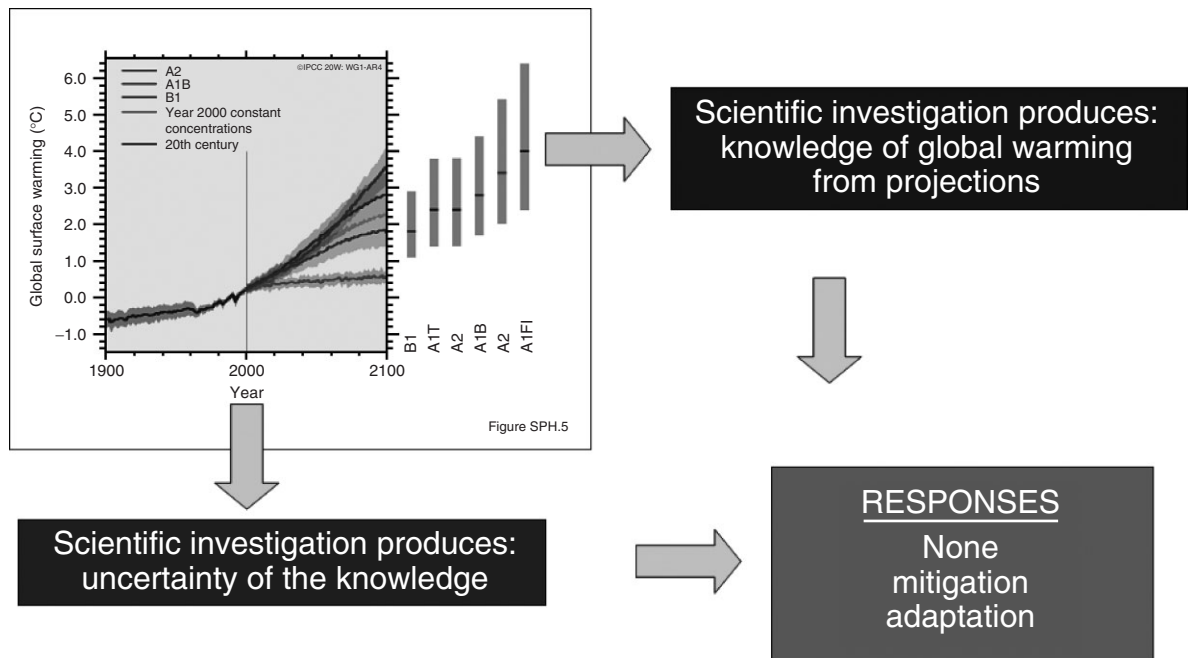 ©IPCC 20W: WG1-AR4
A2
A1B
B1
Year 2000 constant
concentrations
20th century
Global surface warming (°C)
6.0
5.0
4.0
3.0
2.0
1.0
0.0
–1.0
1900
2000
2100
Year
B1
A1T
A2
A1B
A2
A1FI
Figure SPH.5
Scientific investigation produces:
knowledge of global warming
from projections
Scientific investigation produces:
uncertainty of the knowledge
RESPONSES
None
mitigation
adaptation